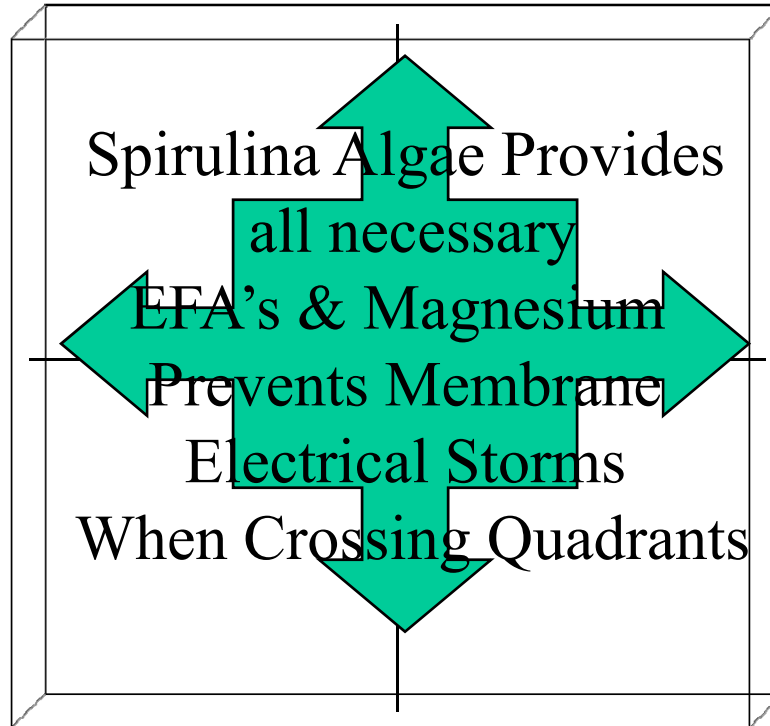 Spirulina Algae Provides
all necessary
EFA’s & Magnesium
Prevents Membrane
Electrical Storms
When Crossing Quadrants